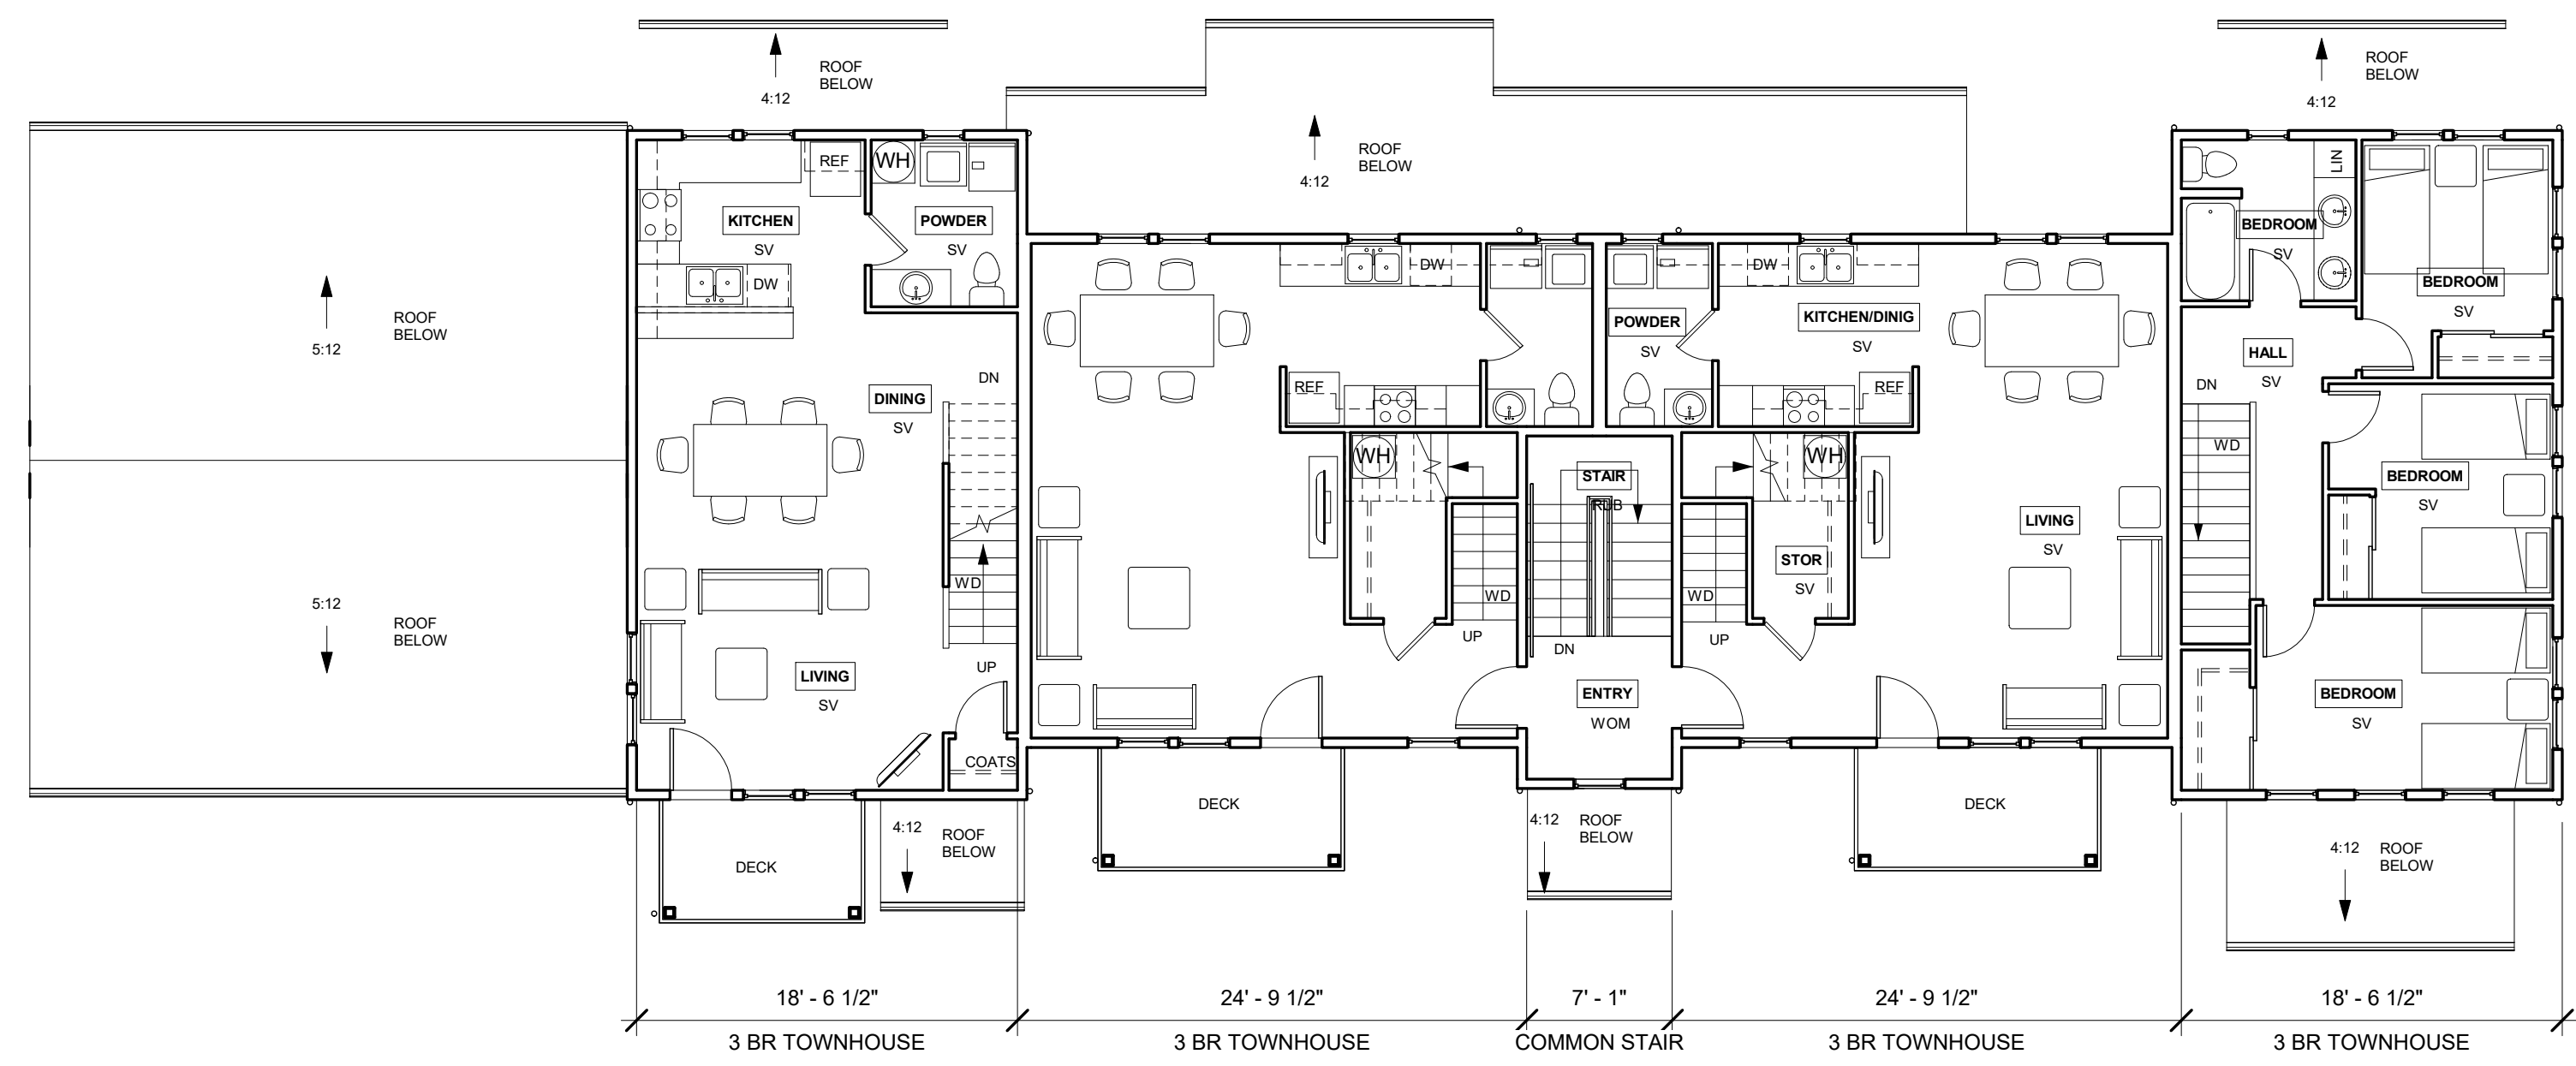 ROOF
BELOW
4:12
ROOF
BELOW
4:12
ROOF
BELOW
4:12
REF
WH
KITCHEN
SV
POWDER
SV
DW
LIN
BEDROOM
SV
BEDROOM
SV
DW
DW
POWDER
SV
KITCHEN/DINIG
SV
5:12
ROOF
BELOW
HALL
SV
DN
DINING
SV
REF
REF
DN
WD
WH
STAIR
RUB
WH
BEDROOM
SV
LIVING
SV
STOR
SV
WD
WD
WD
5:12
ROOF
BELOW
UP
DN
UP
UP
LIVING
SV
ENTRY
WOM
BEDROOM
SV
COATS
DECK
DECK
4:12
ROOF
BELOW
4:12
ROOF
BELOW
4:12
ROOF
BELOW
DECK
18' - 6 1/2"
24' - 9 1/2"
7' - 1"
24' - 9 1/2"
18' - 6 1/2"
3 BR TOWNHOUSE
3 BR TOWNHOUSE
COMMON STAIR
3 BR TOWNHOUSE
3 BR TOWNHOUSE